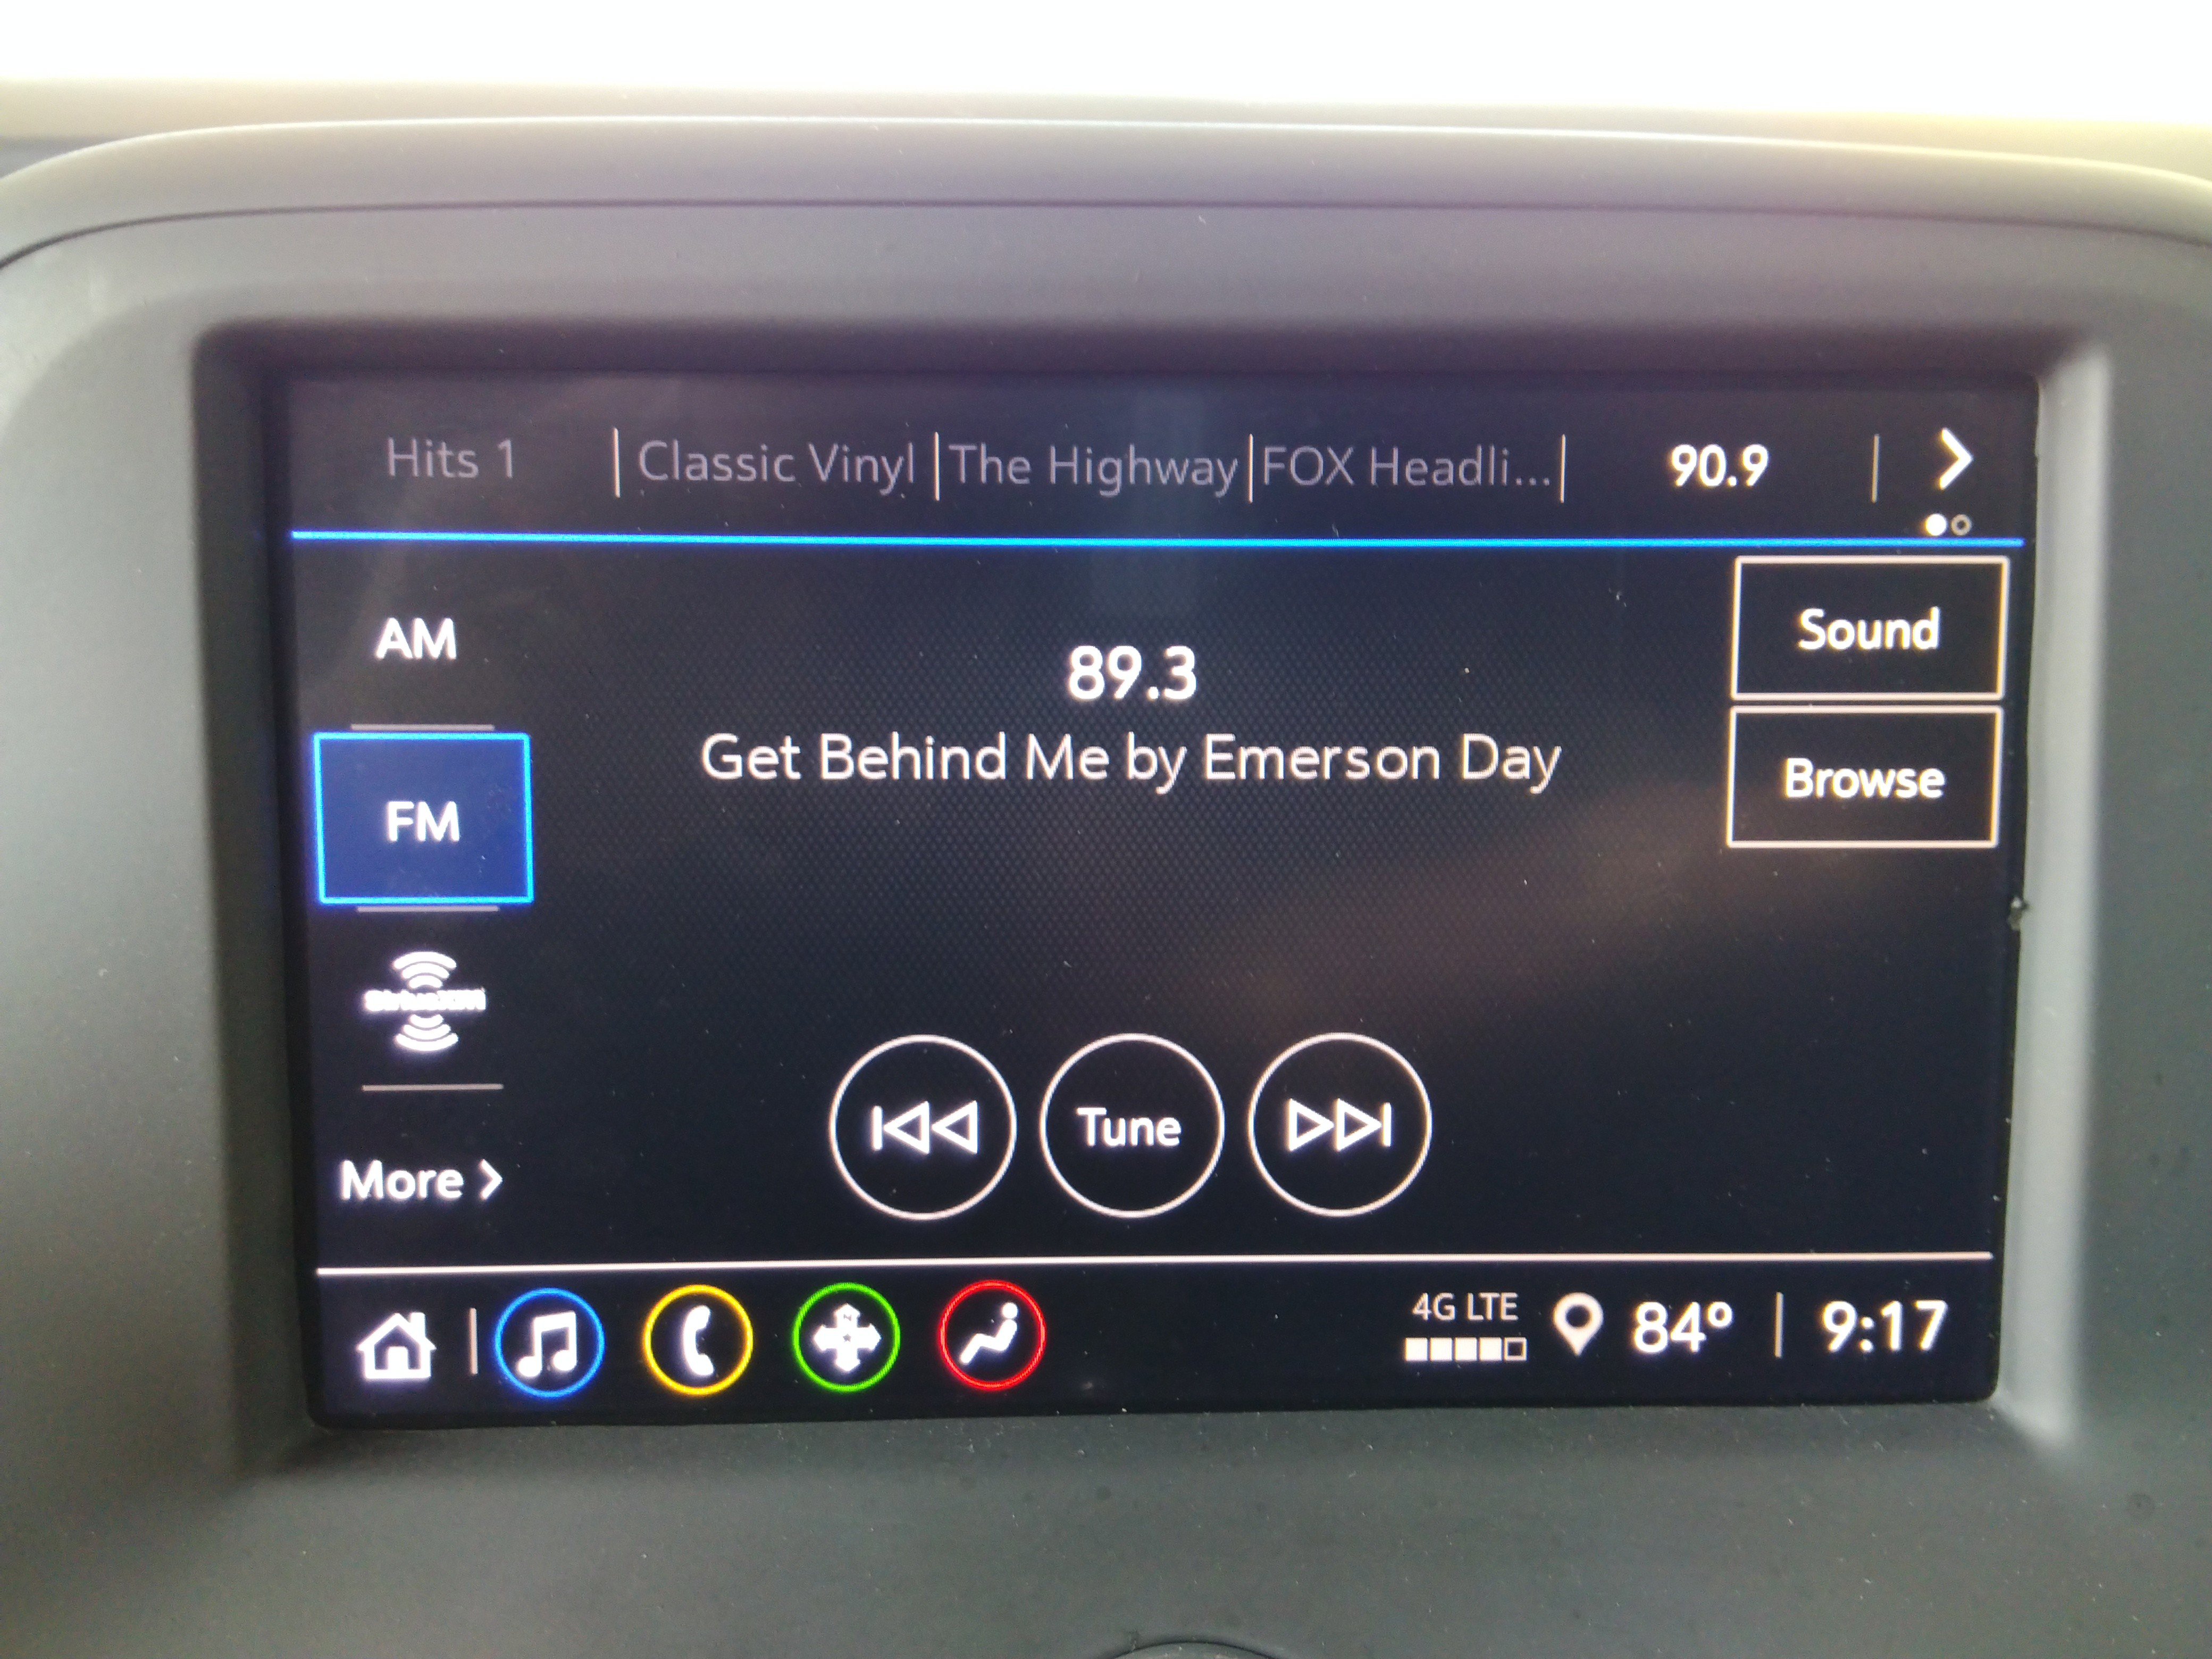 Hits 1 | Classic Vinyl | The Highway | FOX Headli... | 90.9 |
Sound
AM
89.3
Get Behind Me by Emerson Day
Browse
FM
SiriusXM
Tune
More
4G LTE
84° | 9:17